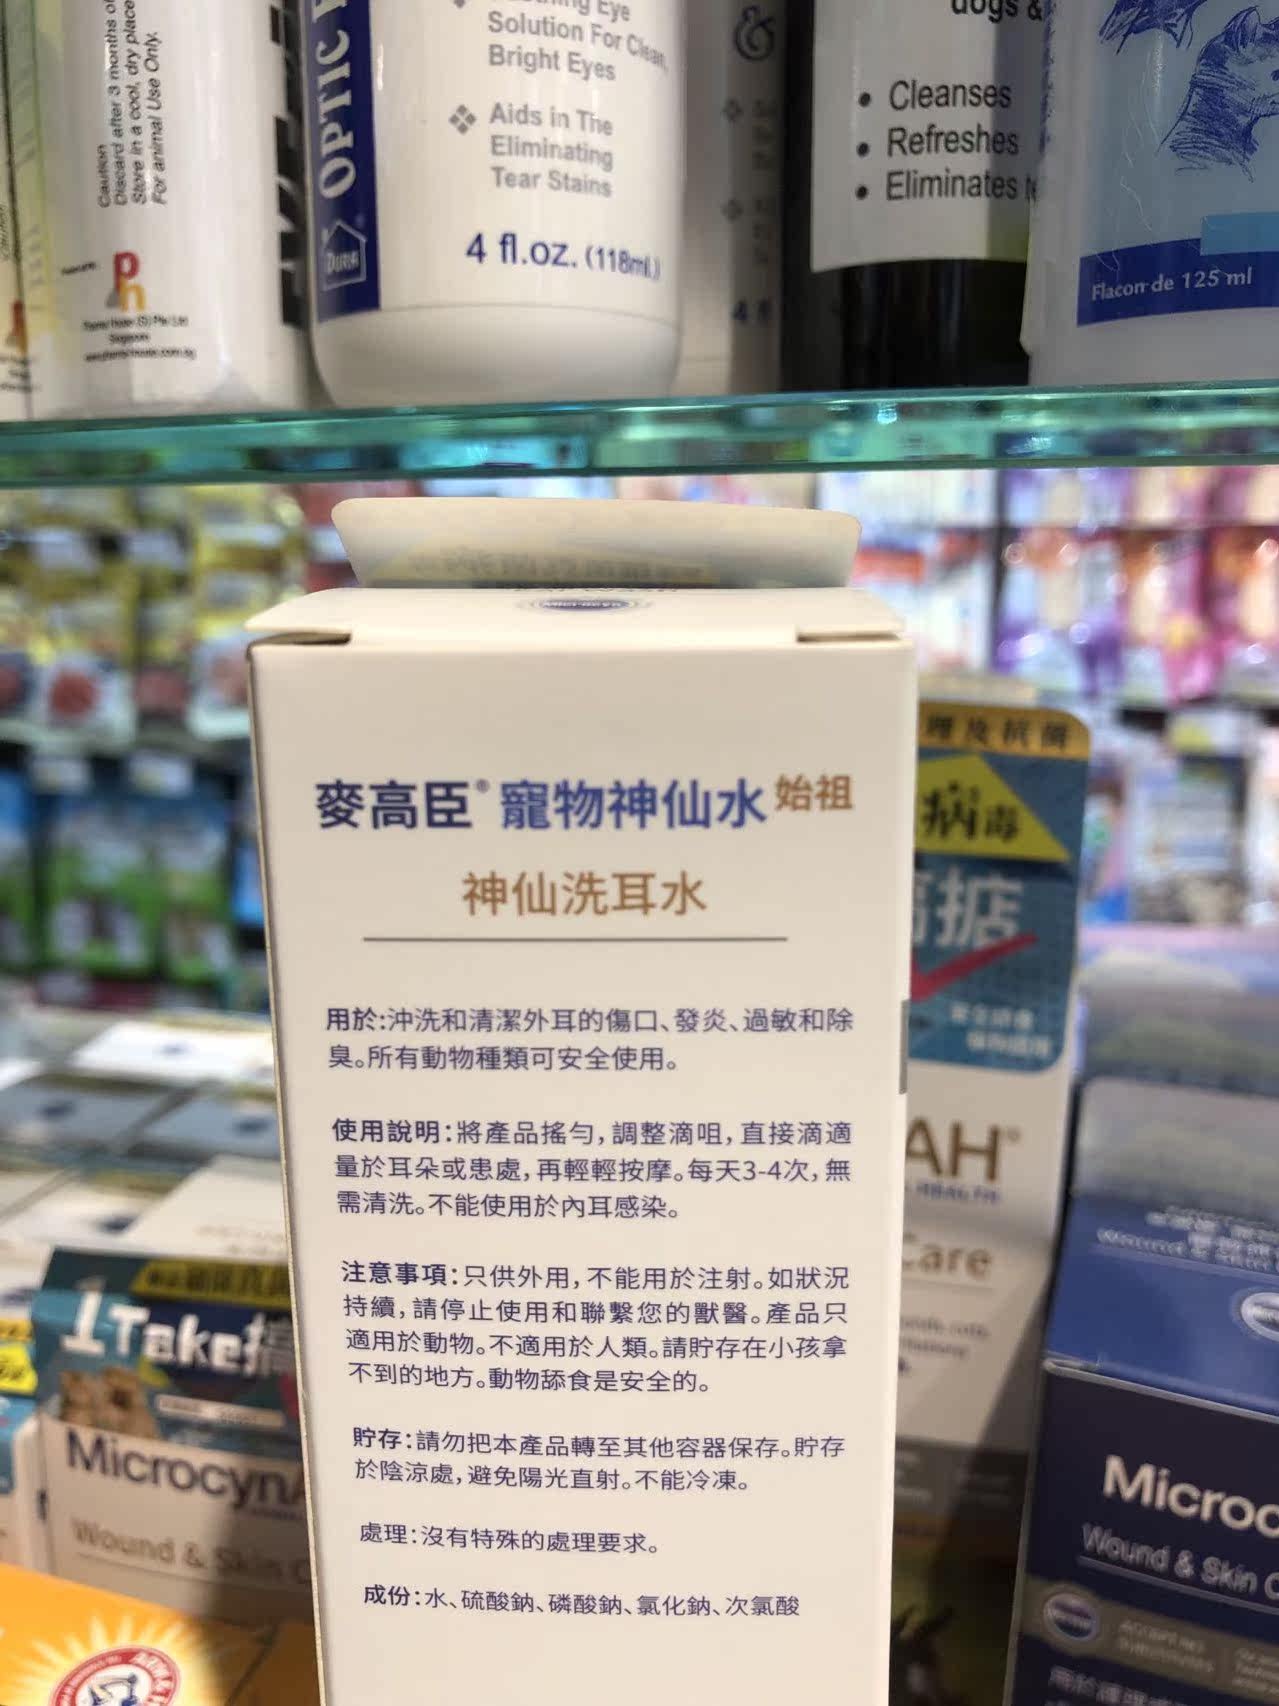 Caution
Discard after 3 months of
Store in a cool, dry place
For animal Use Only.
OPTIC
DURA
Eye
Solution For Clean,
Bright Eyes
Aids in The
Eliminating
Tear Stains
4 fl.oz. (118ml.)
&
dogs &
Cleanses
Refreshes
Eliminates
Flacon de 125 ml
麥高臣® 寵物神仙水 始祖
神仙洗耳水
用於:沖洗和清潔外耳的傷口、發炎、過敏和除
臭。所有動物種類可安全使用。
使用說明:將產品搖勻,調整滴咀,直接滴適
量於耳朵或患處,再輕輕按摩。每天3-4次,無
需清洗。不能使用於內耳感染。
注意事項:只供外用,不能用於注射。如狀況
持續,請停止使用和聯繫您的獸醫。產品只
適用於動物。不適用於人類。請貯存在小孩拿
不到的地方。動物舔食是安全的。
貯存:請勿把本產品轉至其他容器保存。貯存
於陰涼處,避免陽光直射。不能冷凍。
處理:沒有特殊的處理要求。
成份:水、硫酸鈉、磷酸鈉、氯化鈉、次氯酸
理及抗菌
病毒
掂
AH®
HEALTH
Care
1Take
Microcyn
Wound & Skin C
Microc
Wound & Skin C